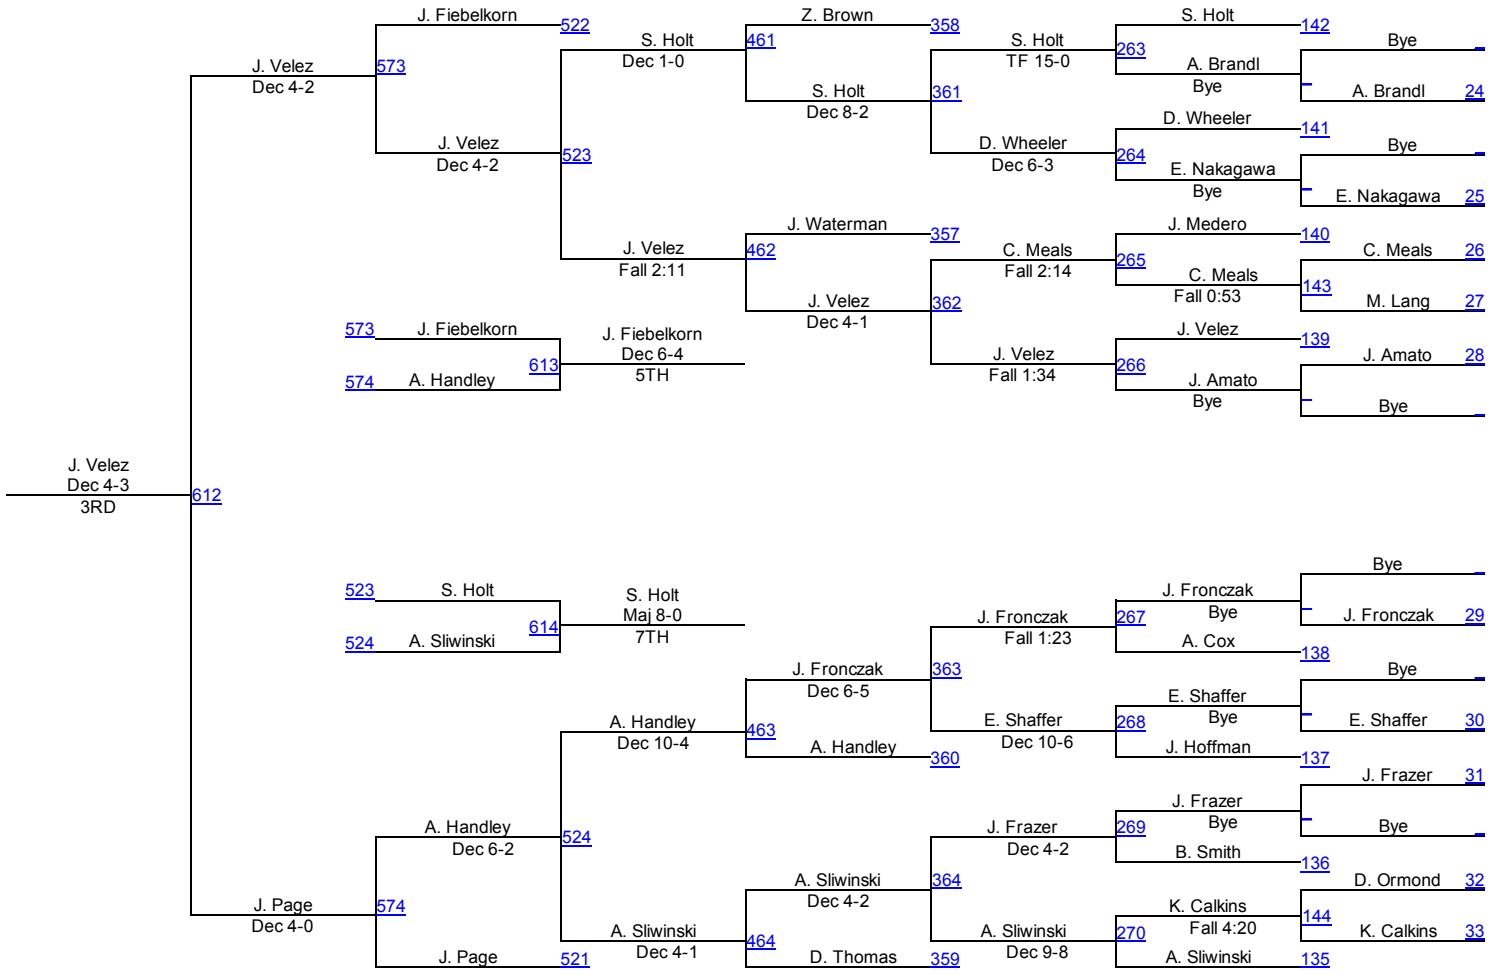 J. Fiebelkorn 522
Z. Brown 358
S. Holt 142
S. Holt 461
Dec 1-0
S. Holt 263
TF 15-0
Bye
J. Velez 573
Dec 4-2
A. Brandl
Bye
S. Holt 361
Dec 8-2
A. Brandl 24
D. Wheeler 141
J. Velez 523
Dec 4-2
D. Wheeler 264
Dec 6-3
Bye
E. Nakagawa
Bye
E. Nakagawa 25
J. Waterman 357
J. Medero 140
J. Velez 462
Fall 2:11
C. Meals 265
Fall 2:14
C. Meals 26
C. Meals 143
Fall 0:53
J. Velez 362
Dec 4-1
M. Lang 27
573 J. Fiebelkorn
J. Fiebelkorn
Dec 6-4
613
5TH
J. Velez 139
J. Velez 266
Fall 1:34
J. Amato 28
574 A. Handley
J. Amato
Bye
Bye
J. Velez
Dec 4-3
612
3RD
Bye
523 S. Holt
S. Holt
Maj 8-0
614
7TH
J. Fronczak 267
Bye
J. Fronczak
Fall 1:23
J. Fronczak 29
524 A. Sliwinski
A. Cox 138
J. Fronczak 363
Dec 6-5
Bye
E. Shaffer
Bye
A. Handley 463
Dec 10-4
E. Shaffer 268
Dec 10-6
E. Shaffer 30
A. Handley 360
J. Hoffman 137
J. Frazer 31
J. Frazer
Bye
A. Handley 524
Dec 6-2
J. Frazer 269
Dec 4-2
Bye
B. Smith 136
A. Sliwinski 364
Dec 4-2
D. Ormond 32
J. Page 574
Dec 4-0
K. Calkins 144
Fall 4:20
A. Sliwinski 464
Dec 4-1
A. Sliwinski 270
Dec 9-8
K. Calkins 33
J. Page 521
D. Thomas 359
A. Sliwinski 135